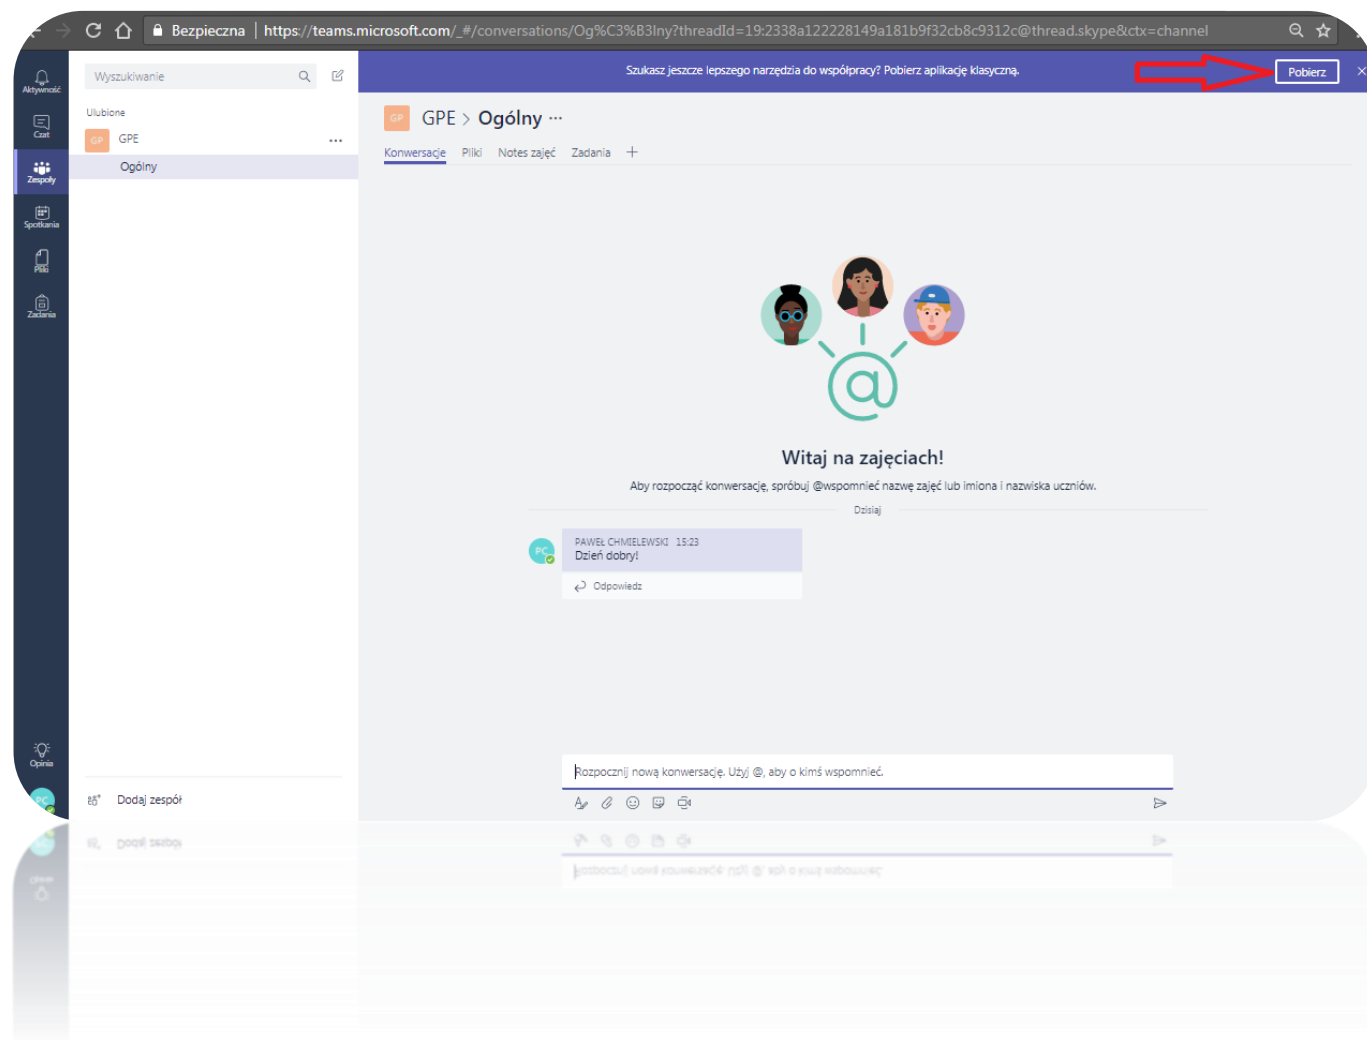 Bezpieczna | https://teams.microsoft.com/_#/conversations/Og%C3%B3lny?threadId=19:2338a122228149a181b9f32cb8c9312c@thread.skype&ctx=channel
Szukasz jeszcze lepszego narzędzia do współpracy? Pobierz aplikację klasyczną.
Pobierz
Aktywność
Czat
Zespoły
Spotkania
Pliki
Zadania
Opinia
PC
Wyszukiwanie
Ulubione
GP GPE
Ogólny
Dodaj zespół
GP GPE > Ogólny
Konwersacje Pliki Notes zajęć Zadania
Witaj na zajęciach!
Aby rozpocząć konwersację, spróbuj @wspomnieć nazwę zajęć lub imiona i nazwiska uczniów.
Dzisiaj
PC
PAWEŁ CHMIELEWSKI 15:23
Dzień dobry!
Odpowiedz
Rozpocznij nową konwersację. Użyj @, aby o kimś wspomnieć.